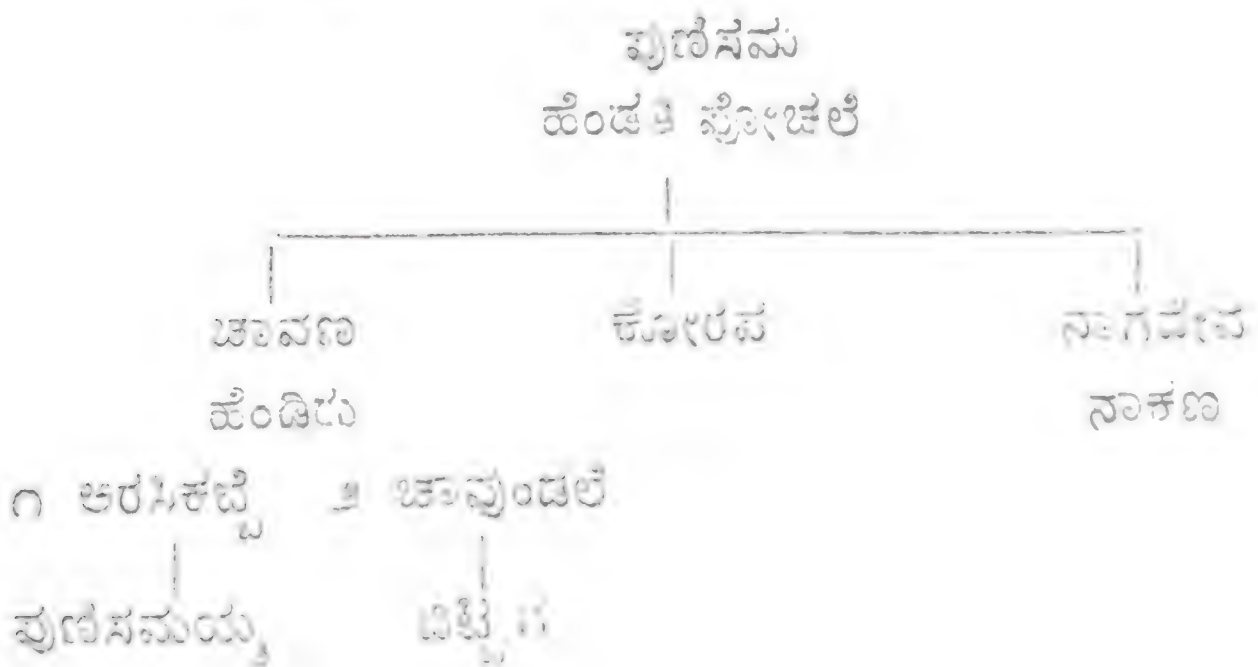 ಪುಣಿಸಮ
ಹೆಂಡತಿ ಪೋಚಲೆ
ಚಾವಣ ಕೋರಪ ನಾಗದೇವ
ಹೆಂಡಿರು ನಾಕಣ
೧ ಅರಸಿಕಬ್ಬೆ ೨ ಚಾವುಂಡಲೆ
ಪುಣಿಸಮಯ್ಯ ಬಿಟ್ಟಿಗ